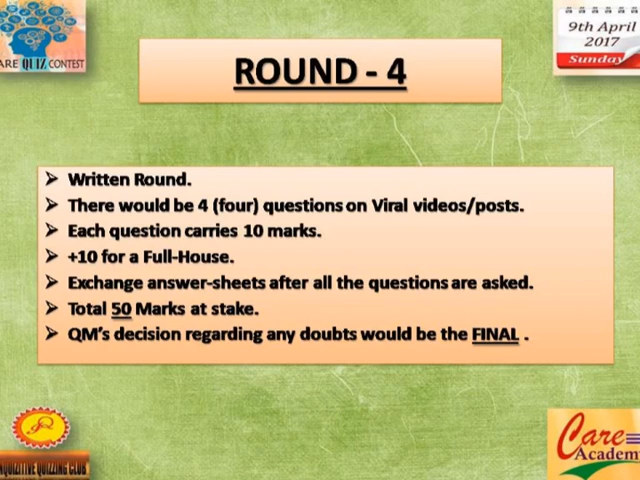 ARE QUIZ CONTEST
9th April
2017
Sunday
ROUND - 4
Written Round.
There would be 4 (four) questions on Viral videos/posts.
Each question carries 10 marks.
+10 for a Full-House.
Exchange answer-sheets after all the questions are asked.
Total 50 Marks at stake.
QM's decision regarding any doubts would be the FINAL .
NQUIZITIVE QUIZZING CLUB
Care
Academy